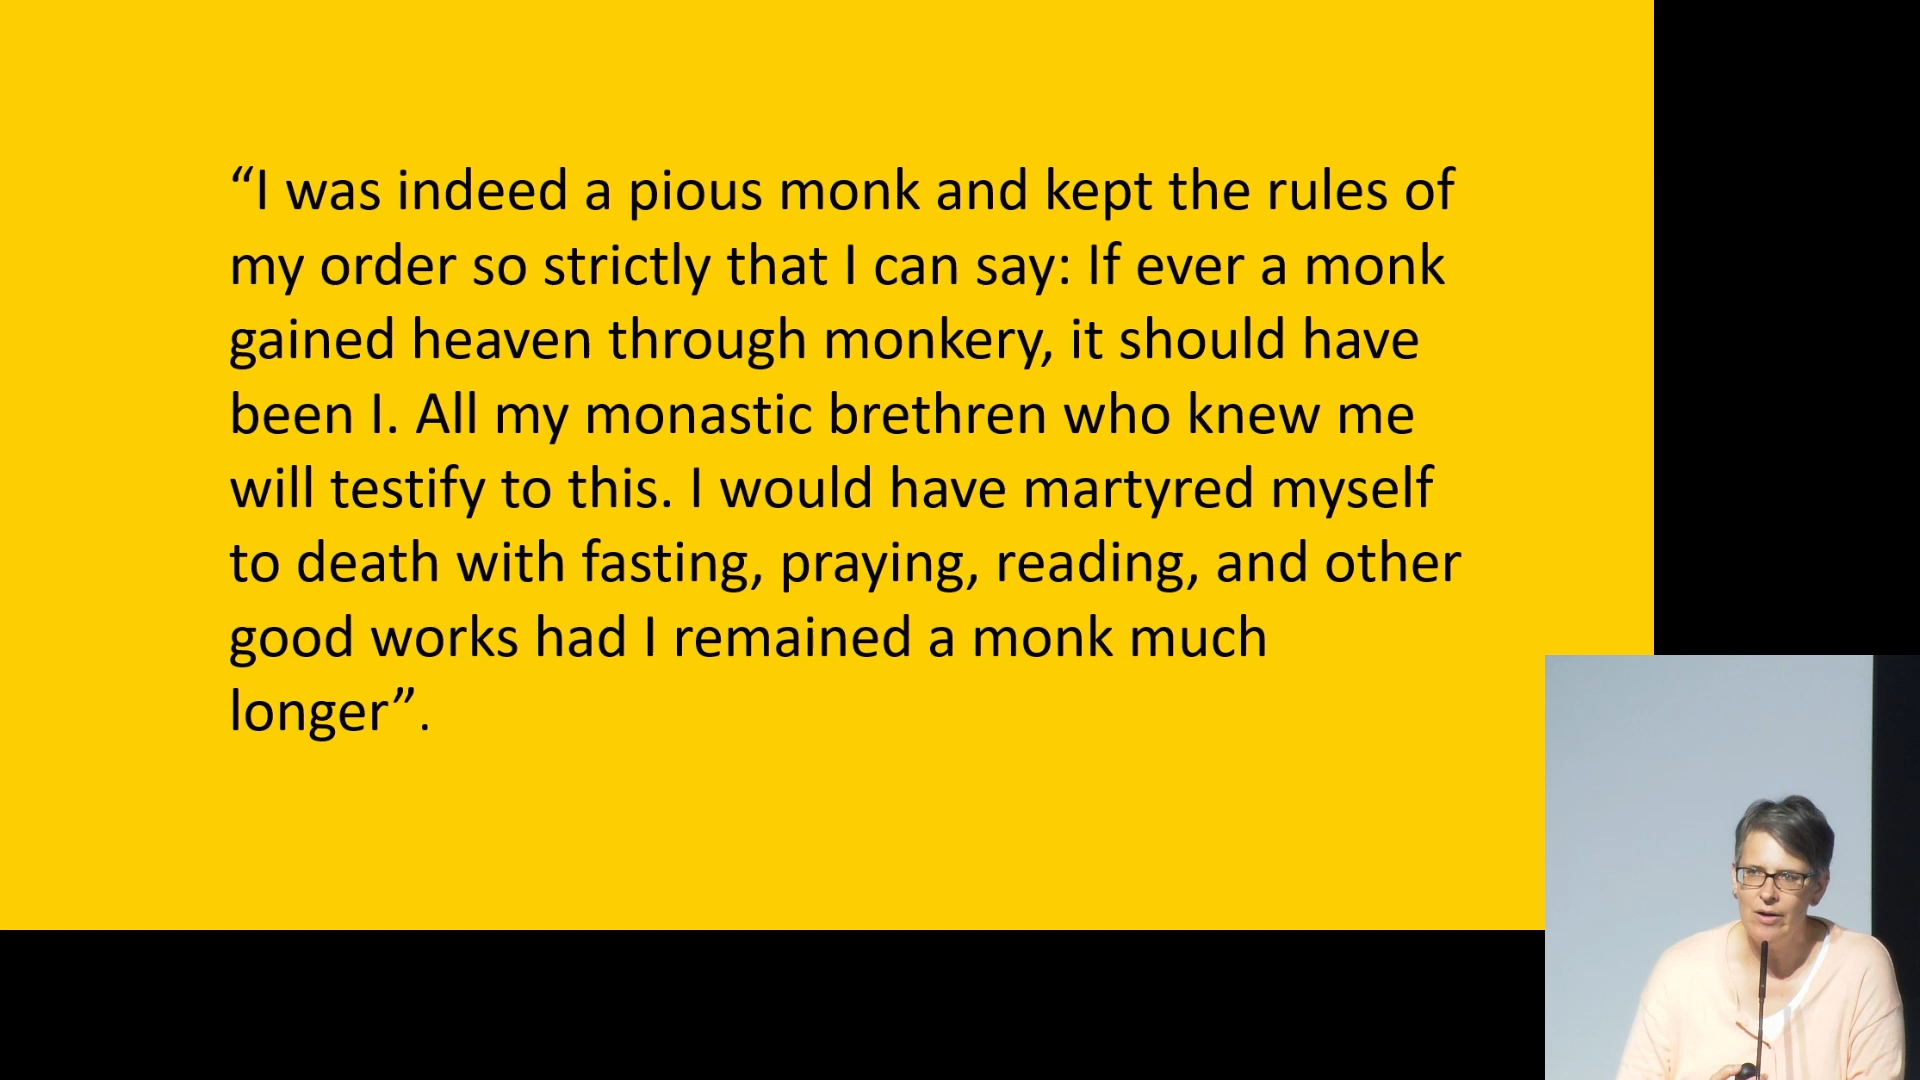 “I was indeed a pious monk and kept the rules of
my order so strictly that I can say: If ever a monk
gained heaven through monkery, it should have
been I. All my monastic brethren who knew me
will testify to this. I would have martyred myself
to death with fasting, praying, reading, and other
good works had I remained a monk much
longer”.